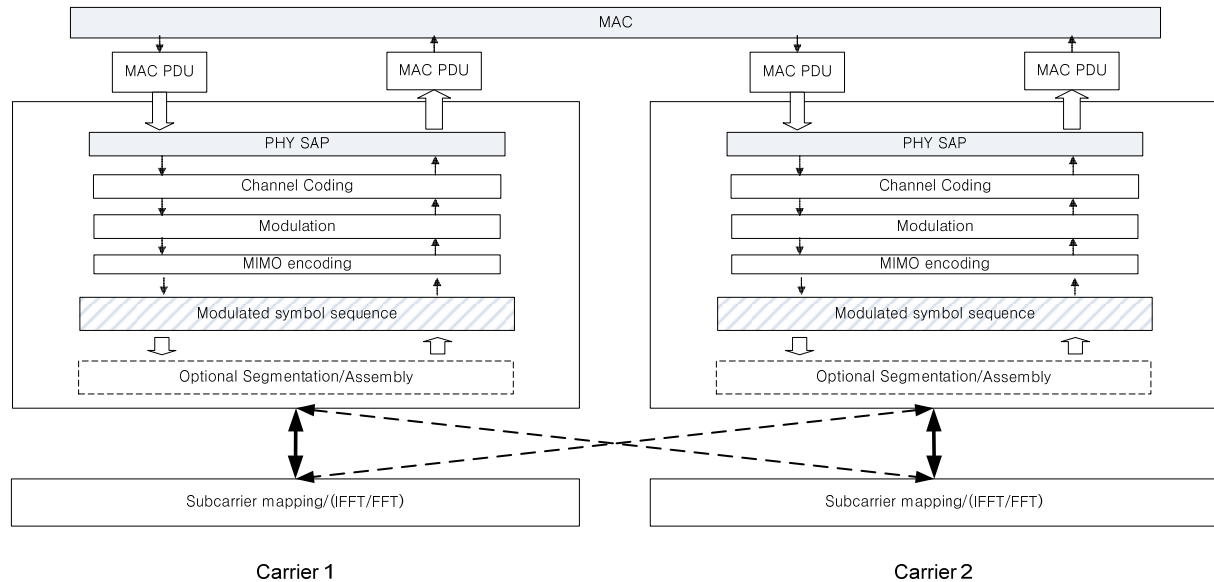 MAC
MAC PDU MAC PDU MAC PDU MAC PDU
PHY SAP PHY SAP
Channel Coding Channel Coding
Modulation Modulation
MIMO encoding MIMO encoding
Modulated symbol sequence Modulated symbol sequence
Optional Segmentation/Assembly Optional Segmentation/Assembly
Subcarrier mapping/(IFFT/FFT) Subcarrier mapping/(IFFT/FFT)
Carrier 1 Carrier 2